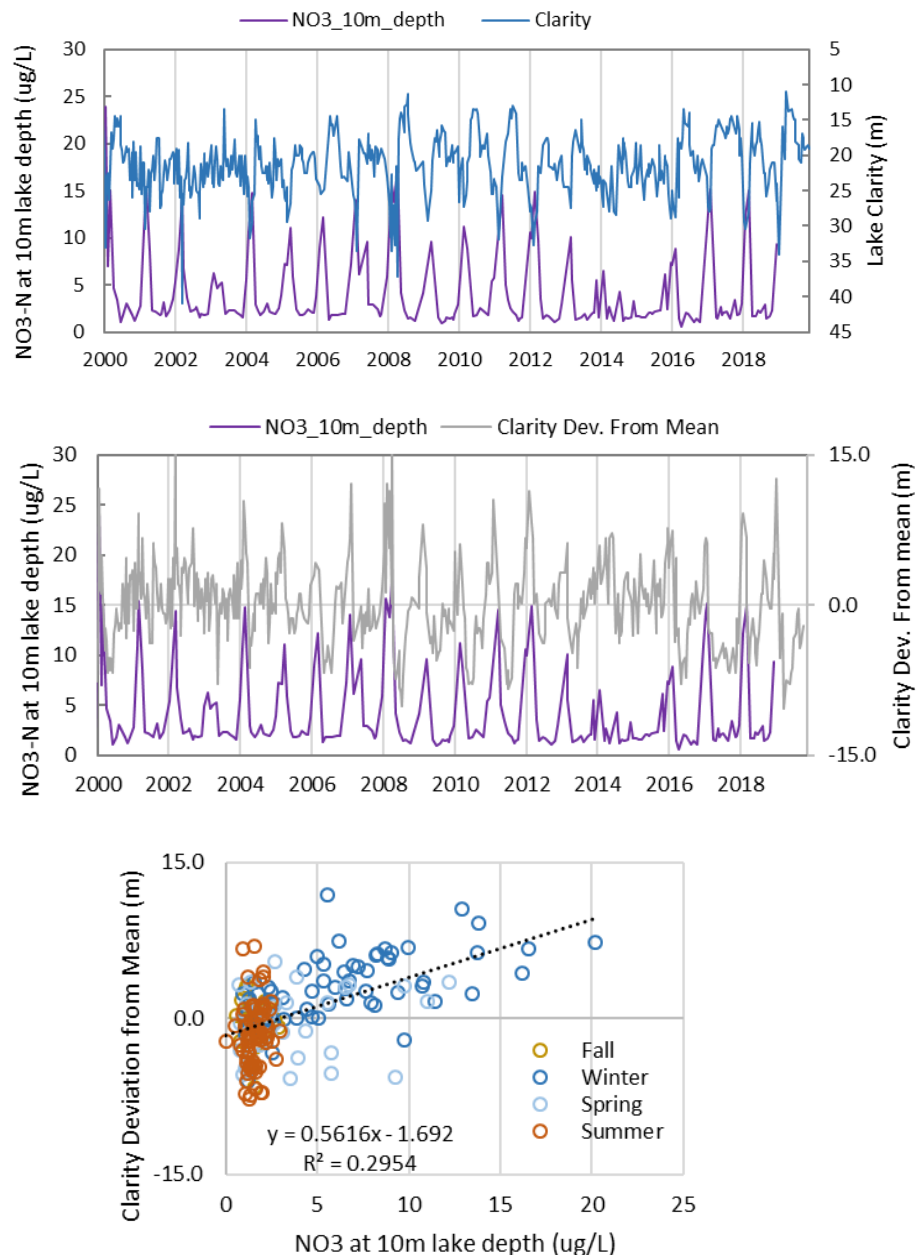 NO3_10m_depth Clarity
NO3-N at 10m lake depth (ug/L)
30
25
20
15
10
5
0
5
10
15
20
25
30
35
40
45
Lake Clarity (m)
2000 2002 2004 2006 2008 2010 2012 2014 2016 2018
NO3_10m_depth Clarity Dev. From Mean
NO3-N at 10m lake depth (ug/L)
30
25
20
15
10
5
0
15.0
0.0
-15.0
Clarity Dev. From mean (m)
2000 2002 2004 2006 2008 2010 2012 2014 2016 2018
Clarity Deviation from Mean (m)
15.0
0.0
-15.0
Fall
Winter
Spring
Summer
y = 0.5616x - 1.692
R² = 0.2954
0 5 10 15 20 25
NO3 at 10m lake depth (ug/L)